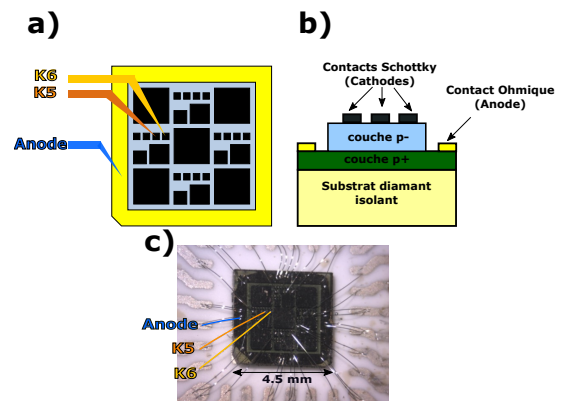 a)
K6
K5
Anode
b)
Contacts Schottky
(Cathodes)
Contact Ohmique
(Anode)
couche p-
couche p+
Substrat diamant
isolant
c)
Anode
K5
K6
4.5 mm